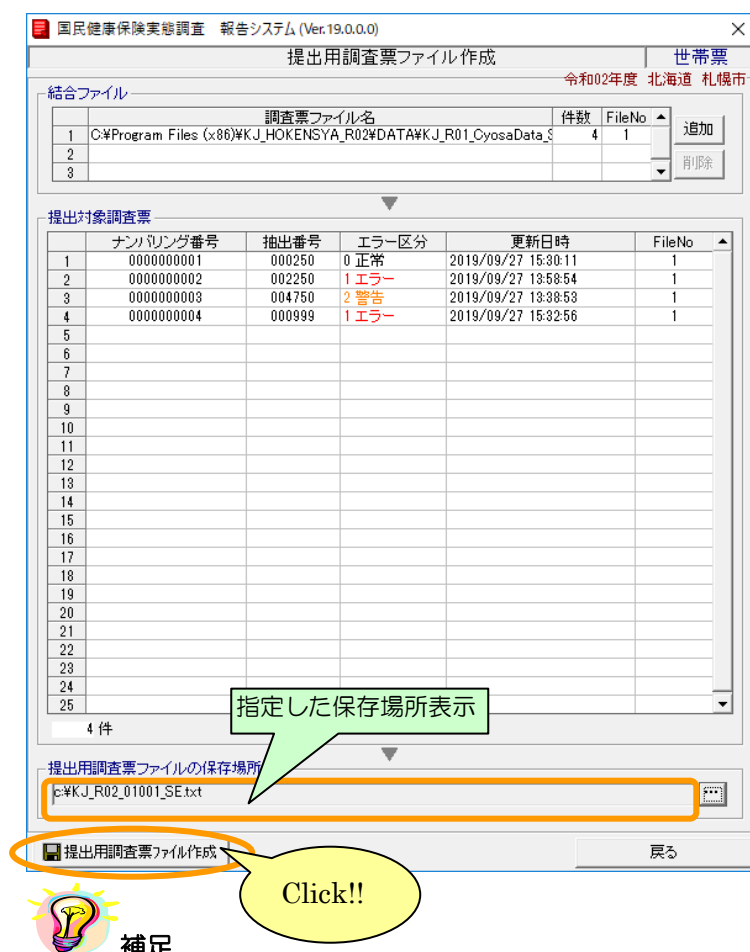 国民健康保険実態調査 報告システム (Ver.19.0.0.0)
提出用調査票ファイル作成 世帯票
令和02年度 北海道 札幌市
結合ファイル
調査票ファイル名 件数 FileNo
1 C:¥Program Files (x86)¥KJ_HOKENSYA_R02¥DATA¥KJ_R01_CyosaData_S 4 1
追加
2
3
削除
提出対象調査票
ナンバリング番号 抽出番号 エラー区分 更新日時 FileNo
1 0000000001 000250 0 正常 2019/09/27 15:30:11 1
2 0000000002 002250 1 エラー 2019/09/27 13:58:54 1
3 0000000003 004750 2 警告 2019/09/27 13:38:53 1
4 0000000004 000999 1 エラー 2019/09/27 15:32:56 1
5
6
7
8
9
10
11
12
13
14
15
16
17
18
19
20
21
22
23
24
25
指定した保存場所表示
4 件
提出用調査票ファイルの保存場所
c:¥KJ_R02_01001_SE.txt
提出用調査票ファイル作成
戻る
Click!!
補足